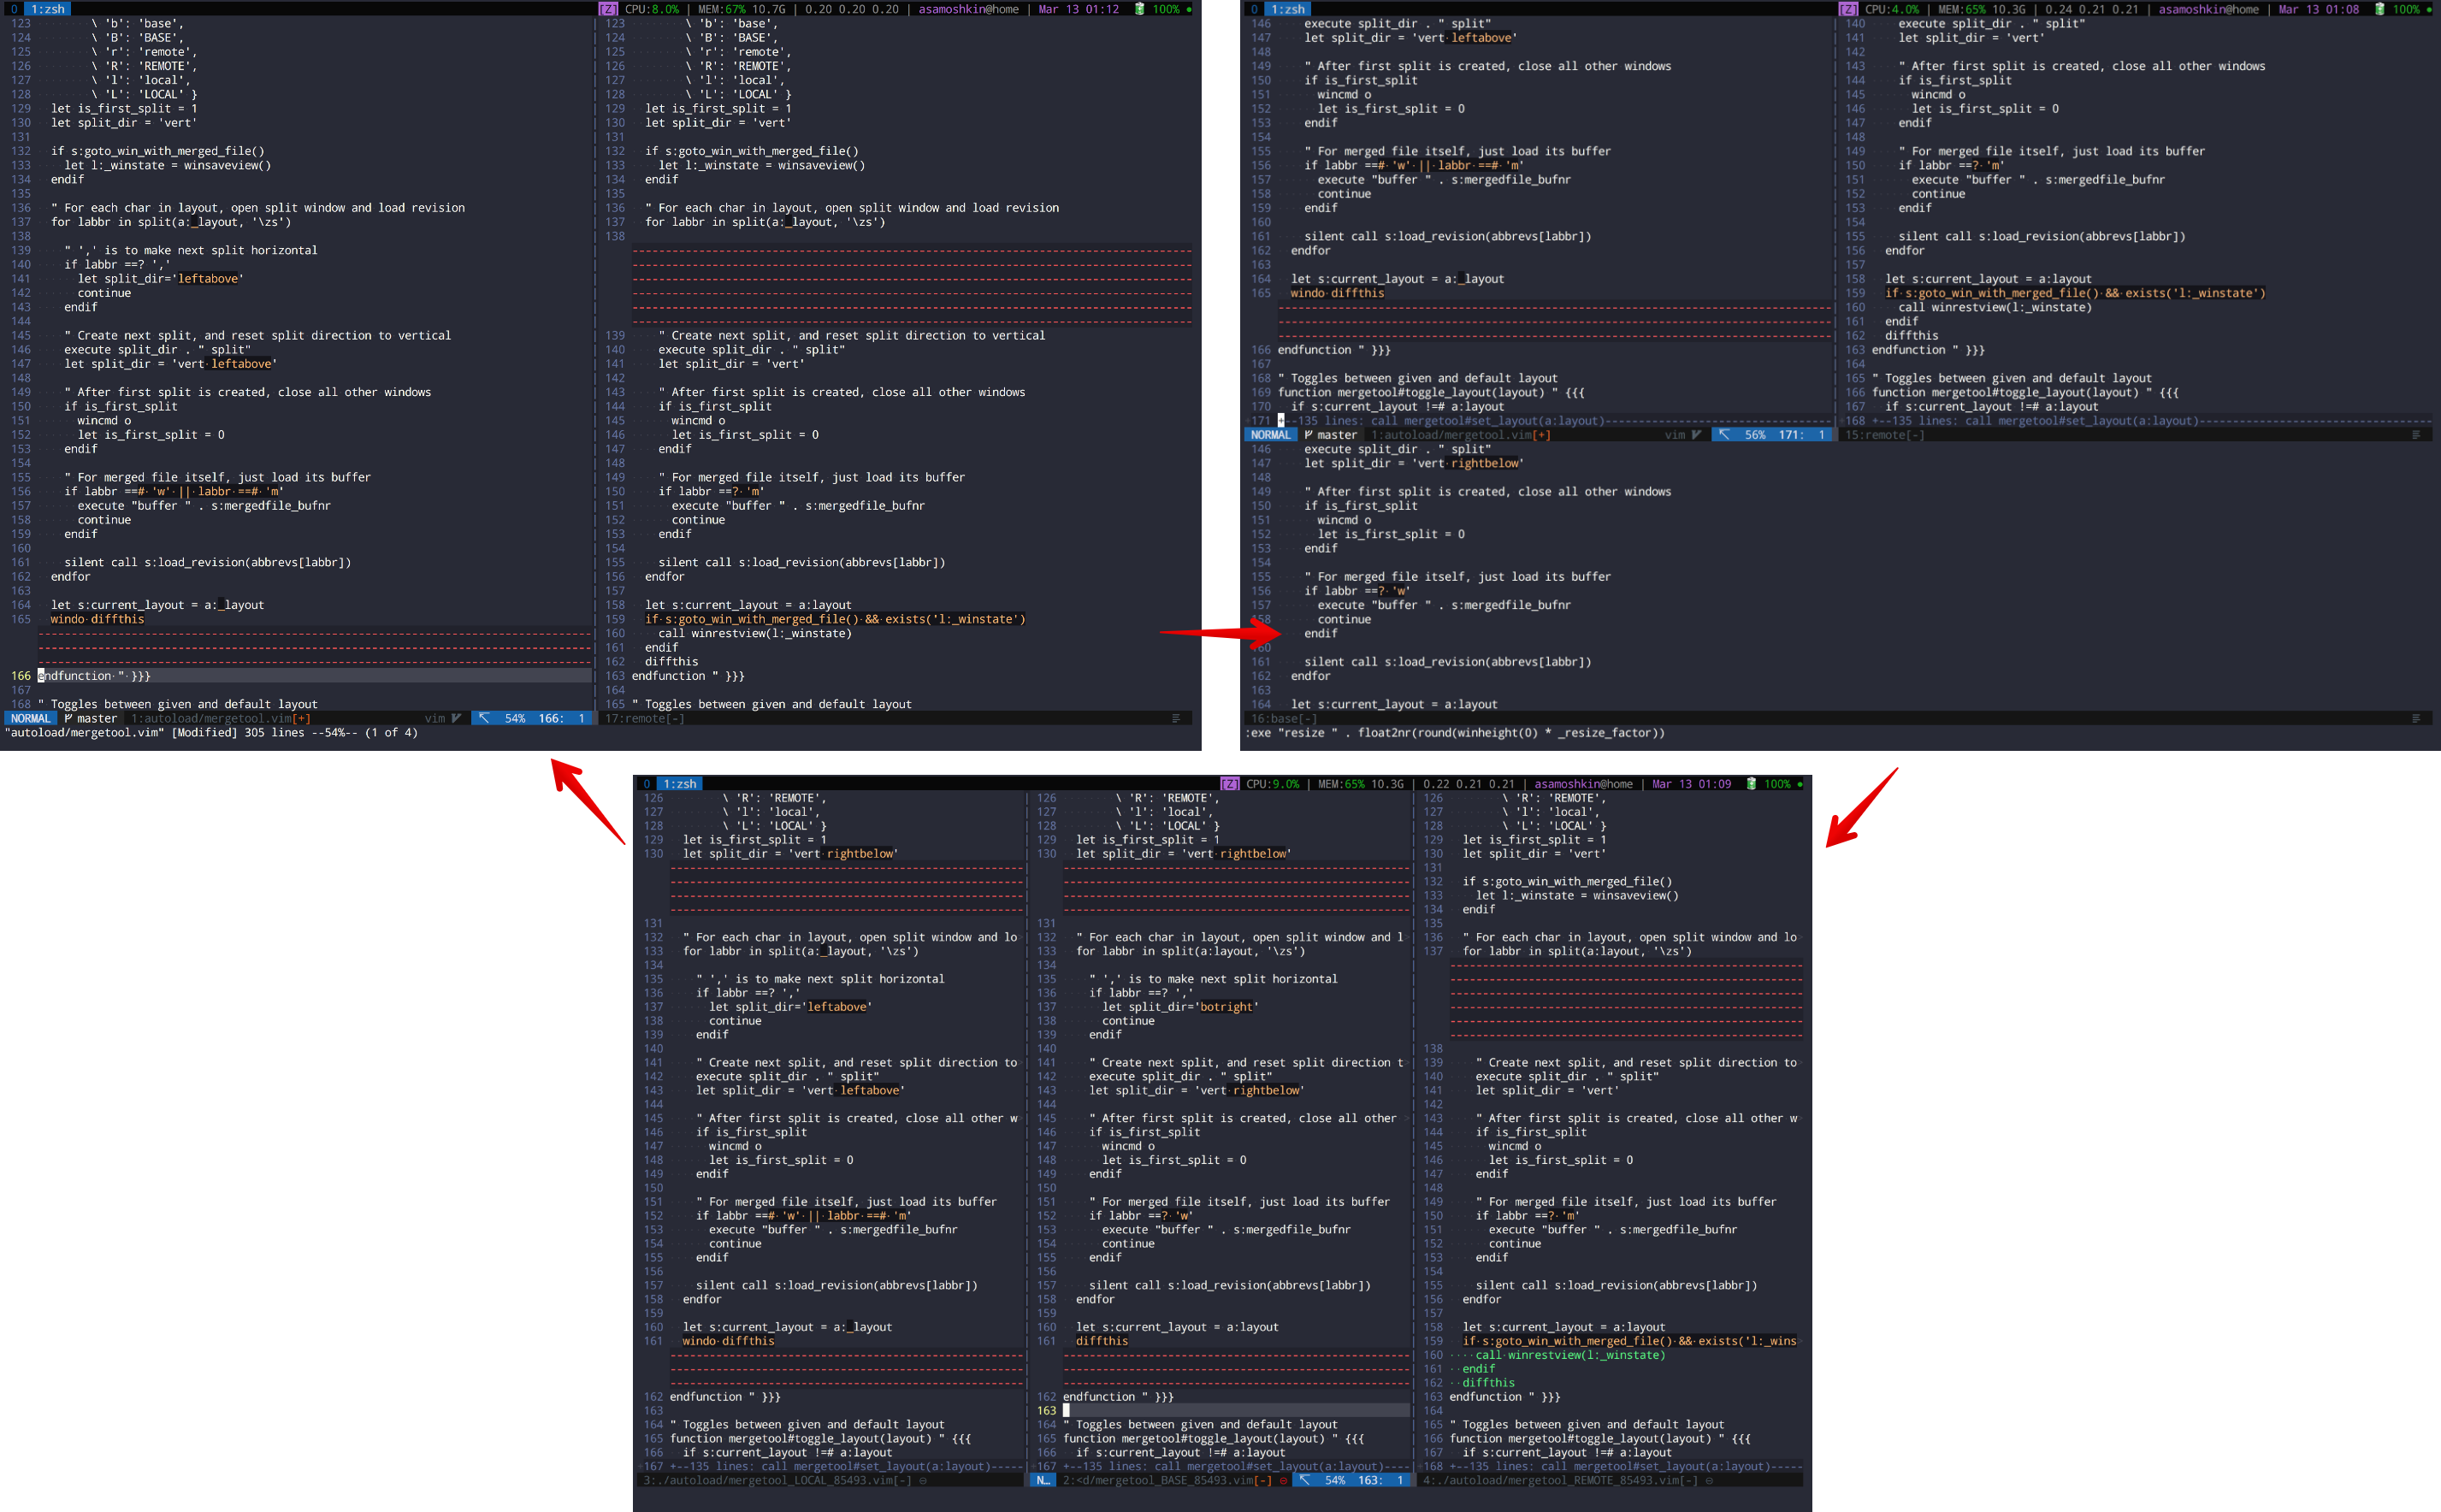 0 1:zsh [Z] CPU:8.0% | MEM:67% 10.7G | 0.20 0.20 0.20 | asamoshkin@home | Mar 13 01:12 100% ●
123 \ 'b': 'base',
124 \ 'B': 'BASE',
125 \ 'r': 'remote',
126 \ 'R': 'REMOTE',
127 \ 'l': 'local',
128 \ 'L': 'LOCAL' }
129 let is_first_split = 1
130 let split_dir = 'vert'
131
132 if s:goto_win_with_merged_file()
133 let l:_winstate = winsaveview()
134 endif
135
136 " For each char in layout, open split window and load revision
137 for labbr in split(a:_layout, '\zs')
138
139 " ',' is to make next split horizontal
140 if labbr ==? ','
141 let split_dir='leftabove'
142 continue
143 endif
144
145 " Create next split, and reset split direction to vertical
146 execute split_dir . " split"
147 let split_dir = 'vert leftabove'
148
149 " After first split is created, close all other windows
150 if is_first_split
151 wincmd o
152 let is_first_split = 0
153 endif
154
155 " For merged file itself, just load its buffer
156 if labbr ==# 'w' || labbr ==# 'm'
157 execute "buffer " . s:mergedfile_bufnr
158 continue
159 endif
160
161 silent call s:load_revision(abbrevs[labbr])
162 endfor
163
164 let s:current_layout = a:_layout
165 windo diffthis
166 endfunction " }}}
167
168 " Toggles between given and default layout
NORMAL master 1:autoload/mergetool.vim[+] vim 54% 166: 1
"autoload/mergetool.vim" [Modified] 305 lines --54%-- (1 of 4)
123 \ 'b': 'base',
124 \ 'B': 'BASE',
125 \ 'r': 'remote',
126 \ 'R': 'REMOTE',
127 \ 'l': 'local',
128 \ 'L': 'LOCAL' }
129 let is_first_split = 1
130 let split_dir = 'vert'
131
132 if s:goto_win_with_merged_file()
133 let l:_winstate = winsaveview()
134 endif
135
136 " For each char in layout, open split window and load revision
137 for labbr in split(a:_layout, '\zs')
138
139 " Create next split, and reset split direction to vertical
140 execute split_dir . " split"
141 let split_dir = 'vert'
142
143 " After first split is created, close all other windows
144 if is_first_split
145 wincmd o
146 let is_first_split = 0
147 endif
148
149 " For merged file itself, just load its buffer
150 if labbr ==? 'm'
151 execute "buffer " . s:mergedfile_bufnr
152 continue
153 endif
154
155 silent call s:load_revision(abbrevs[labbr])
156 endfor
157
158 let s:current_layout = a:layout
159 if s:goto_win_with_merged_file() && exists('l:_winstate')
160 call winrestview(l:_winstate)
161 endif
162 diffthis
163 endfunction " }}}
164
165 " Toggles between given and default layout
17:remote[-]
0 1:zsh [Z] CPU:4.0% | MEM:65% 10.3G | 0.24 0.21 0.21 | asamoshkin@home | Mar 13 01:08 100% ●
146 execute split_dir . " split"
147 let split_dir = 'vert leftabove'
148
149 " After first split is created, close all other windows
150 if is_first_split
151 wincmd o
152 let is_first_split = 0
153 endif
154
155 " For merged file itself, just load its buffer
156 if labbr ==# 'w' || labbr ==# 'm'
157 execute "buffer " . s:mergedfile_bufnr
158 continue
159 endif
160
161 silent call s:load_revision(abbrevs[labbr])
162 endfor
163
164 let s:current_layout = a:_layout
165 windo diffthis
166 endfunction " }}}
167
168 " Toggles between given and default layout
169 function mergetool#toggle_layout(layout) " {{{
170 if s:current_layout !=# a:layout
171 +--135 lines: call mergetool#set_layout(a:layout)
NORMAL master 1:autoload/mergetool.vim[+] vim 56% 171: 1
140 execute split_dir . " split"
141 let split_dir = 'vert'
142
143 " After first split is created, close all other windows
144 if is_first_split
145 wincmd o
146 let is_first_split = 0
147 endif
148
149 " For merged file itself, just load its buffer
150 if labbr ==? 'm'
151 execute "buffer " . s:mergedfile_bufnr
152 continue
153 endif
154
155 silent call s:load_revision(abbrevs[labbr])
156 endfor
157
158 let s:current_layout = a:layout
159 if s:goto_win_with_merged_file() && exists('l:_winstate')
160 call winrestview(l:_winstate)
161 endif
162 diffthis
163 endfunction " }}}
164
165 " Toggles between given and default layout
166 function mergetool#toggle_layout(layout) " {{{
167 if s:current_layout !=# a:layout
168 +--135 lines: call mergetool#set_layout(a:layout)
15:remote[-]
146 execute split_dir . " split"
147 let split_dir = 'vert rightbelow'
148
149 " After first split is created, close all other windows
150 if is_first_split
151 wincmd o
152 let is_first_split = 0
153 endif
154
155 " For merged file itself, just load its buffer
156 if labbr ==? 'w'
157 execute "buffer " . s:mergedfile_bufnr
58 continue
endif
160
161 silent call s:load_revision(abbrevs[labbr])
162 endfor
163
164 let s:current_layout = a:layout
16:base[-]
:exe "resize " . float2nr(round(winheight(0) * _resize_factor))
0 1:zsh [Z] CPU:9.0% | MEM:65% 10.3G | 0.22 0.21 0.21 | asamoshkin@home | Mar 13 01:09 100% ●
126 \ 'R': 'REMOTE',
127 \ 'l': 'local',
128 \ 'L': 'LOCAL' }
129 let is_first_split = 1
130 let split_dir = 'vert rightbelow'
131
132 " For each char in layout, open split window and lo
133 for labbr in split(a:_layout, '\zs')
134
135 " ',' is to make next split horizontal
136 if labbr ==? ','
137 let split_dir='leftabove'
138 continue
139 endif
140
141 " Create next split, and reset split direction to
142 execute split_dir . " split"
143 let split_dir = 'vert leftabove'
144
145 " After first split is created, close all other w
146 if is_first_split
147 wincmd o
148 let is_first_split = 0
149 endif
150
151 " For merged file itself, just load its buffer
152 if labbr ==# 'w' || labbr ==# 'm'
153 execute "buffer " . s:mergedfile_bufnr
154 continue
155 endif
156
157 silent call s:load_revision(abbrevs[labbr])
158 endfor
159
160 let s:current_layout = a:_layout
161 windo diffthis
162 endfunction " }}}
163
164 " Toggles between given and default layout
165 function mergetool#toggle_layout(layout) " {{{
166 if s:current_layout !=# a:layout
167 +--135 lines: call mergetool#set_layout(a:layout)
3:./autoload/mergetool_LOCAL_85493.vim[-]
126 \ 'R': 'REMOTE',
127 \ 'l': 'local',
128 \ 'L': 'LOCAL' }
129 let is_first_split = 1
130 let split_dir = 'vert rightbelow'
131
132 " For each char in layout, open split window and l
133 for labbr in split(a:layout, '\zs')
134
135 " ',' is to make next split horizontal
136 if labbr ==? ','
137 let split_dir='botright'
138 continue
139 endif
140
141 " Create next split, and reset split direction t
142 execute split_dir . " split"
143 let split_dir = 'vert rightbelow'
144
145 " After first split is created, close all other
146 if is_first_split
147 wincmd o
148 let is_first_split = 0
149 endif
150
151 " For merged file itself, just load its buffer
152 if labbr ==? 'w'
153 execute "buffer " . s:mergedfile_bufnr
154 continue
155 endif
156
157 silent call s:load_revision(abbrevs[labbr])
158 endfor
159
160 let s:current_layout = a:layout
161 diffthis
162 endfunction " }}}
163
164 " Toggles between given and default layout
165 function mergetool#toggle_layout(layout) " {{{
166 if s:current_layout !=# a:layout
167 +--135 lines: call mergetool#set_layout(a:layout)
N… 2:<d/mergetool_BASE_85493.vim[-] 54% 163: 1
126 \ 'R': 'REMOTE',
127 \ 'l': 'local',
128 \ 'L': 'LOCAL' }
129 let is_first_split = 1
130 let split_dir = 'vert'
131
132 if s:goto_win_with_merged_file()
133 let l:_winstate = winsaveview()
134 endif
135
136 " For each char in layout, open split window and lo
137 for labbr in split(a:layout, '\zs')
138
139 " Create next split, and reset split direction to
140 execute split_dir . " split"
141 let split_dir = 'vert'
142
143 " After first split is created, close all other w
144 if is_first_split
145 wincmd o
146 let is_first_split = 0
147 endif
148
149 " For merged file itself, just load its buffer
150 if labbr ==? 'm'
151 execute "buffer " . s:mergedfile_bufnr
152 continue
153 endif
154
155 silent call s:load_revision(abbrevs[labbr])
156 endfor
157
158 let s:current_layout = a:layout
159 if s:goto_win_with_merged_file() && exists('l:_wins
160 call winrestview(l:_winstate)
161 endif
162 diffthis
163 endfunction " }}}
164
165 " Toggles between given and default layout
166 function mergetool#toggle_layout(layout) " {{{
167 if s:current_layout !=# a:layout
168 +--135 lines: call mergetool#set_layout(a:layout)
4:./autoload/mergetool_REMOTE_85493.vim[-]